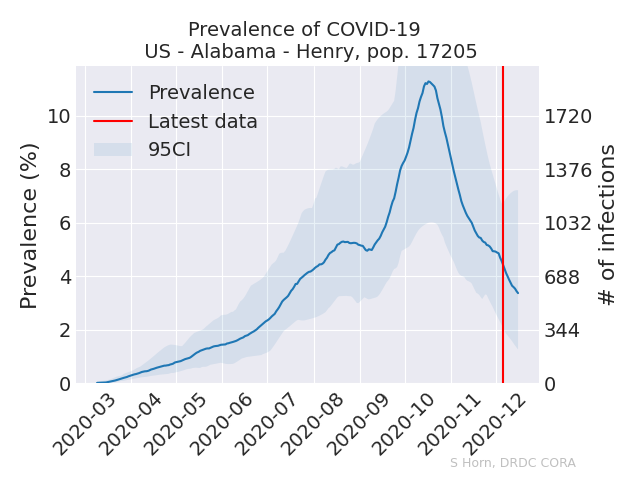 Prevalence of COVID-19
US - Alabama - Henry, pop. 17205
Prevalence
Latest data
95CI
Prevalence (%)
10
8
6
4
2
0
1720
1376
1032
688
344
0
# of infections
2020-03
2020-04
2020-05
2020-06
2020-07
2020-08
2020-09
2020-10
2020-11
2020-12
S Horn, DRDC CORA